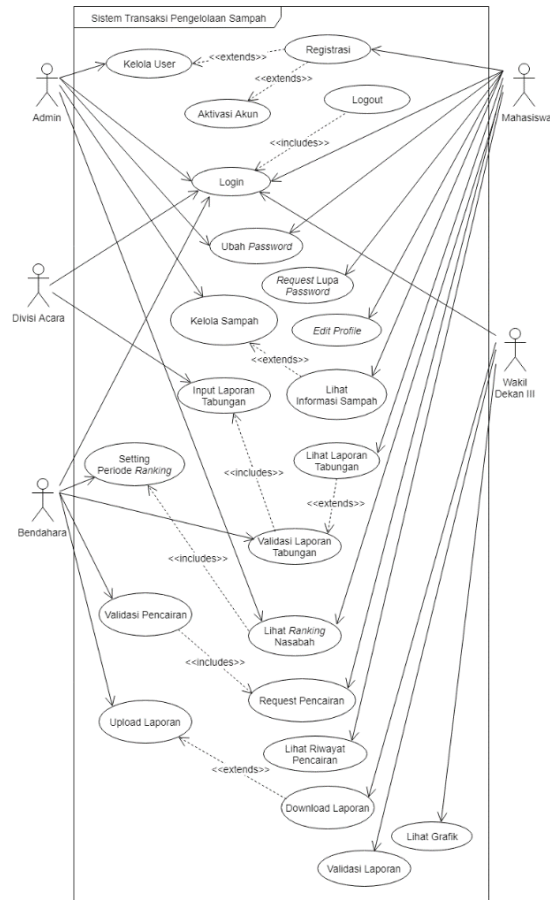 Sistem Transaksi Pengelolaan Sampah
Registrasi
<<extends>>
Kelola User
<<extends>>
Admin
Mahasiswa
Logout
Aktivasi Akun
<<includes>>
Login
Ubah Password
Request Lupa
Password
Divisi Acara
Kelola Sampah
Edit Profile
<<extends>>
Wakil
Dekan III
Lihat
Informasi Sampah
Input Laporan
Tabungan
Setting
Periode Ranking
Lihat Laporan
Tabungan
<<includes>>
<<extends>>
Bendahara
Validasi Laporan
Tabungan
<<includes>>
Validasi Pencairan
Lihat Ranking
Nasabah
<<includes>>
Request Pencairan
Upload Laporan
Lihat Riwayat
Pencairan
<<extends>>
Download Laporan
Lihat Grafik
Validasi Laporan